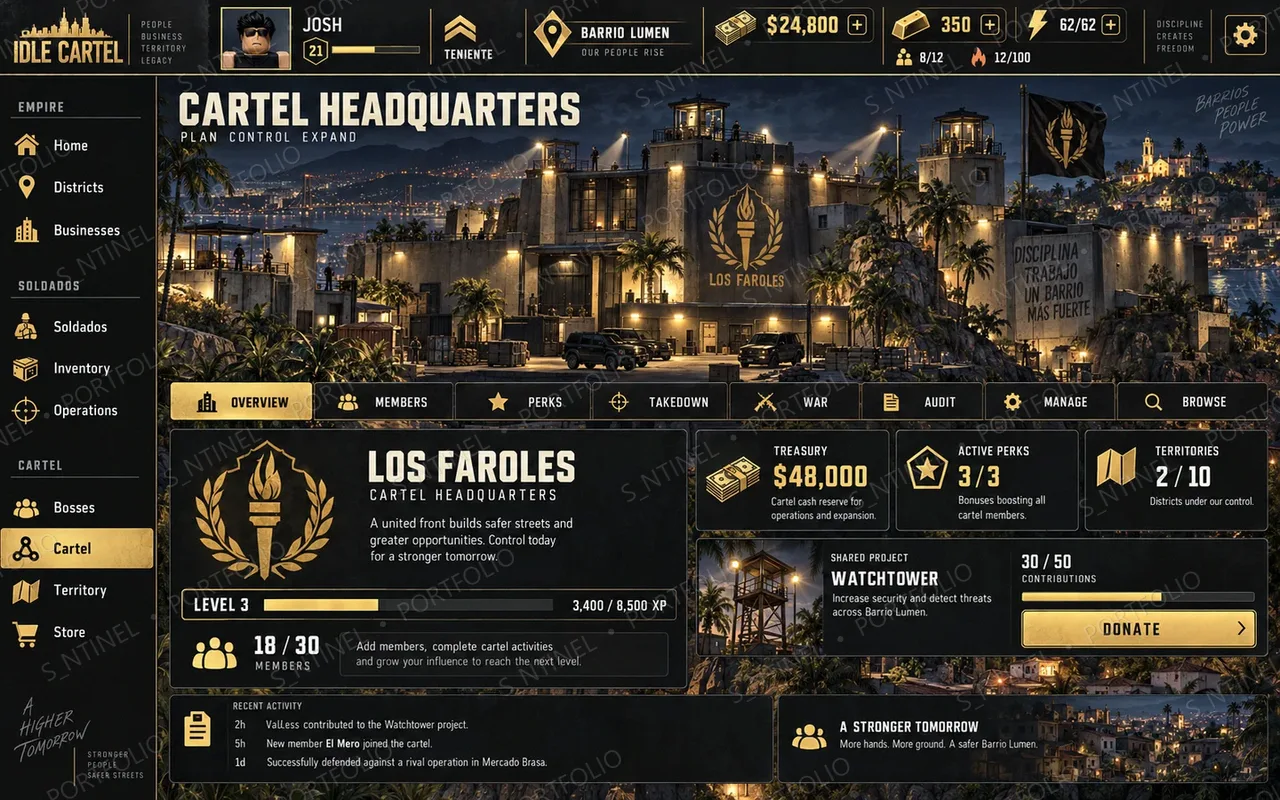 IDLE CARTEL
PEOPLE
BUSINESS
TERRITORY
LEGACY
JOSH
21
TENIENTE
BARRIO LUMEN
OUR PEOPLE RISE
$24,800
350
62/62
8/12
12/100
DISCIPLINE
CREATES
FREEDOM
EMPIRE
Home
Districts
Businesses
SOLDADOS
Soldados
Inventory
Operations
CARTEL
Bosses
Cartel
Territory
Store
A
HIGHER
TOMORROW
STRONGER
PEOPLE
SAFER STREETS
CARTEL HEADQUARTERS
PLAN CONTROL EXPAND
BARRIOS
PEOPLE
POWER
LOS FAROLES
DISCIPLINA
TRABAJO
UN BARRIO
MÁS FUERTE
OVERVIEW
MEMBERS
PERKS
TAKEDOWN
WAR
AUDIT
MANAGE
BROWSE
LOS FAROLES
CARTEL HEADQUARTERS
A united front builds safer streets and
greater opportunities. Control today
for a stronger tomorrow.
LEVEL 3
3,400 / 8,500 XP
18 / 30
MEMBERS
Add members, complete cartel activities
and grow your influence to reach the next level.
TREASURY
$48,000
Cartel cash reserve for
operations and expansion.
ACTIVE PERKS
3 / 3
Bonuses boosting all
cartel members.
TERRITORIES
2 / 10
Districts under our control.
SHARED PROJECT
WATCHTOWER
Increase security and detect threats
across Barrio Lumen.
30 / 50
CONTRIBUTIONS
DONATE
RECENT ACTIVITY
2h ValLess contributed to the Watchtower project.
5h New member El Mero joined the cartel.
1d Successfully defended against a rival operation in Mercado Brasa.
A STRONGER TOMORROW
More hands. More ground. A safer Barrio Lumen.
S_NTINEL • PORTFOLIO